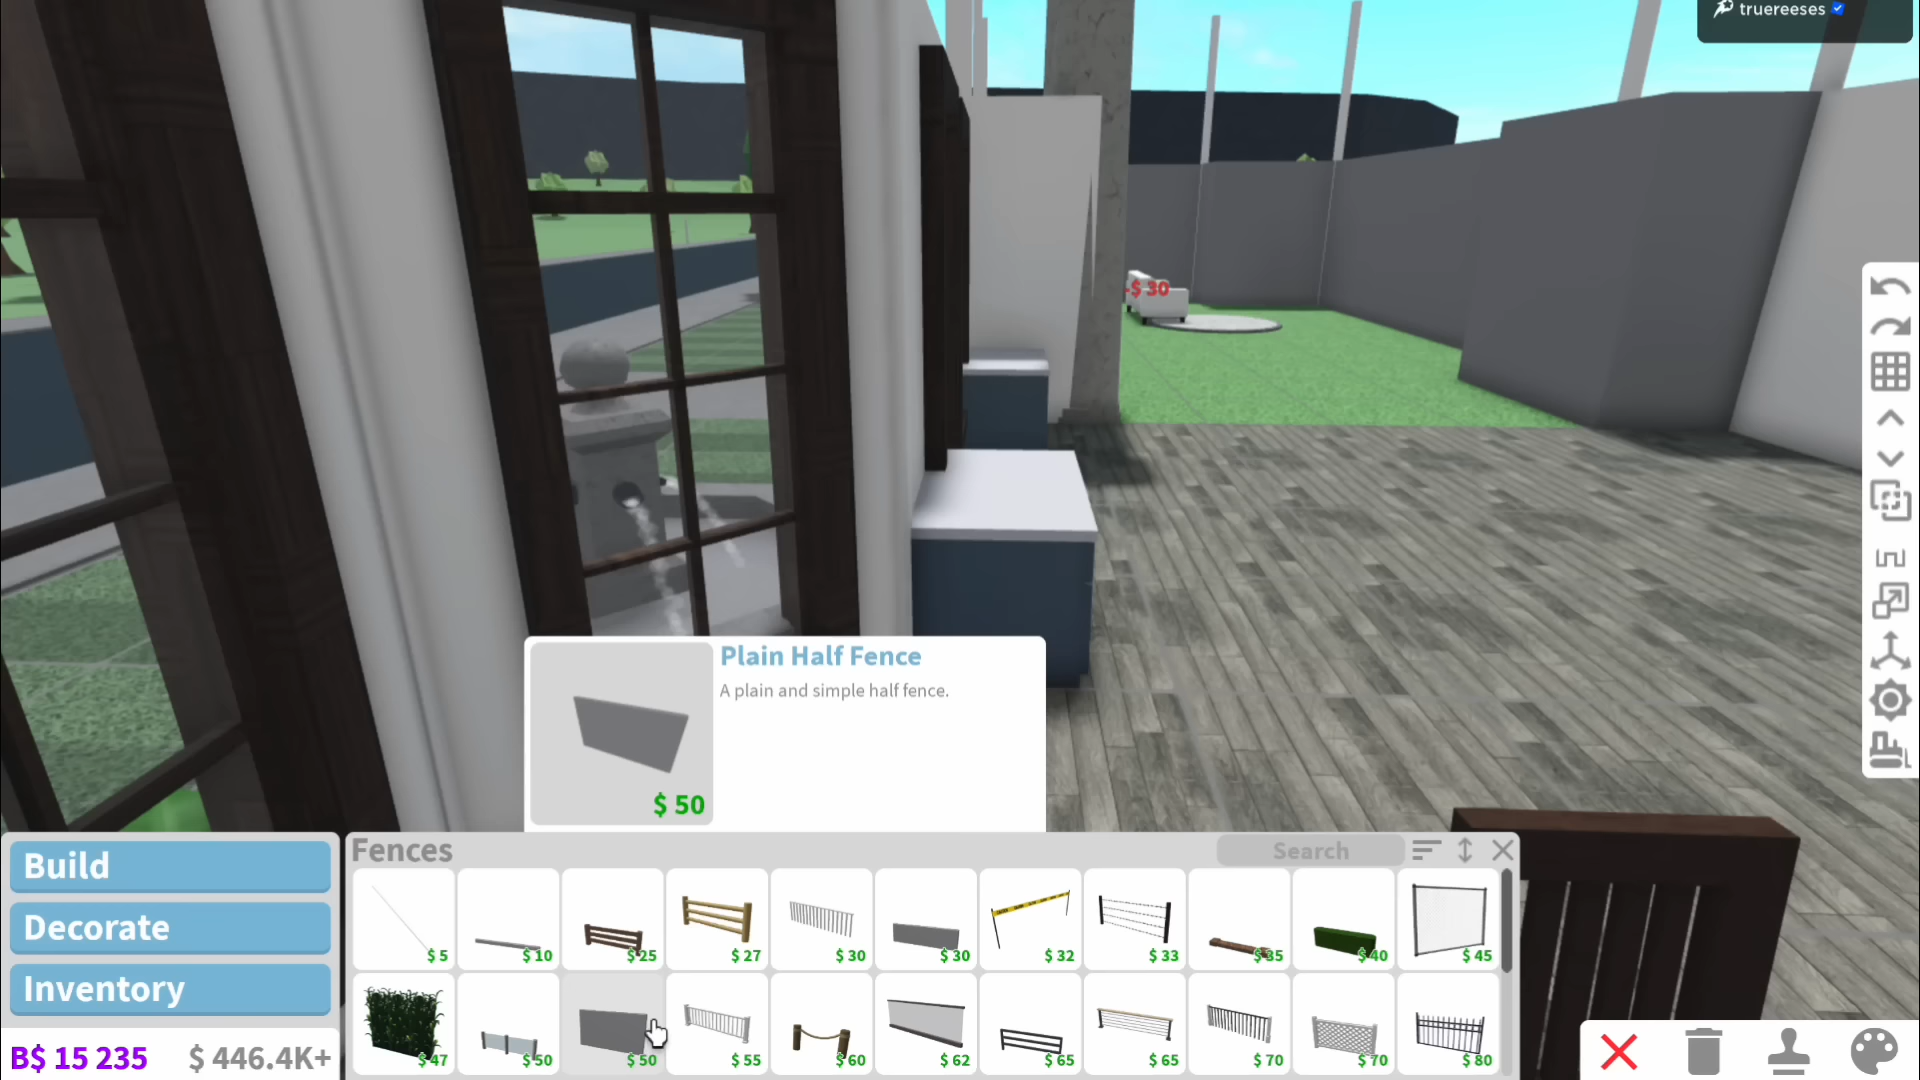 truereeses
-$ 30
Plain Half Fence
A plain and simple half fence.
$ 50
Build
Decorate
Inventory
B$ 15 235 $ 446.4K+
Fences Search
$ 5 $ 10 $ 25 $ 27 $ 30 $ 30 $ 32 $ 33 $ 35 $ 40 $ 45
$ 47 $ 50 $ 50 $ 55 $ 60 $ 62 $ 65 $ 65 $ 70 $ 70 $ 80